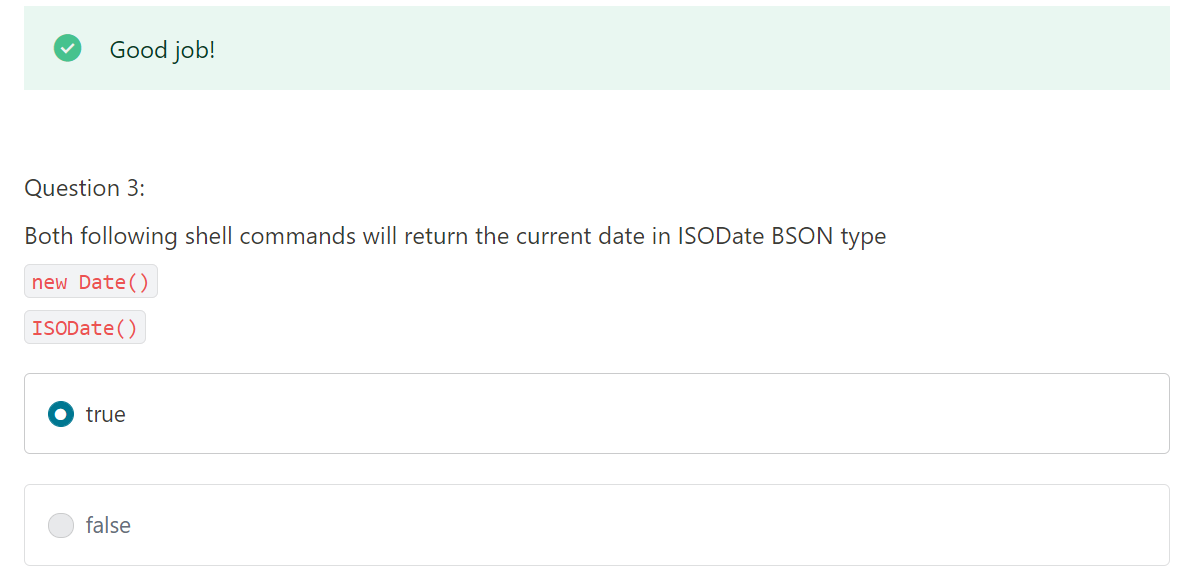 Good job!
Question 3:
Both following shell commands will return the current date in ISODate BSON type
new Date()
ISODate()
true
false